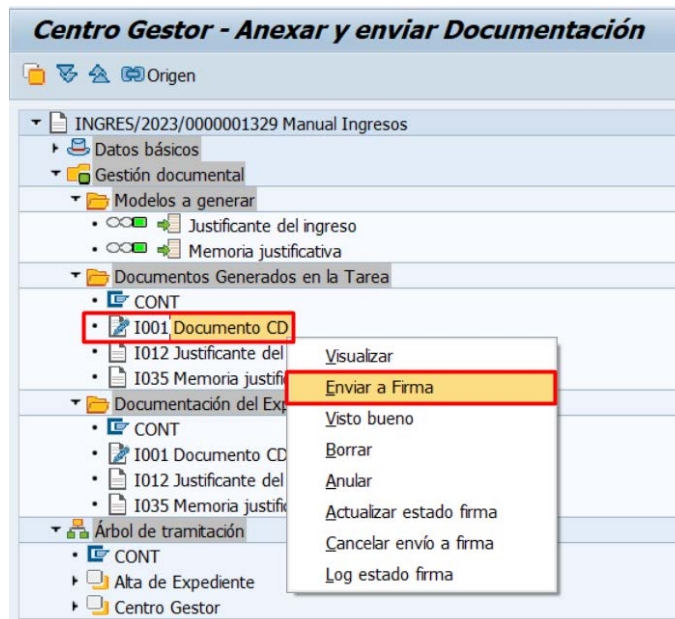 Centro Gestor - Anexar y enviar Documentación
Origen
INGRES/2023/0000001329 Manual Ingresos
Datos básicos
Gestión documental
Modelos a generar
Justificante del ingreso
Memoria justificativa
Documentos Generados en la Tarea
CONT
I001 Documento CD
I012 Justificante del
I035 Memoria justifi
Documentación del Exp
CONT
I001 Documento CD
I012 Justificante del
I035 Memoria justific
Árbol de tramitación
CONT
Alta de Expediente
Centro Gestor
Visualizar
Enviar a Firma
Visto bueno
Borrar
Anular
Actualizar estado firma
Cancelar envío a firma
Log estado firma